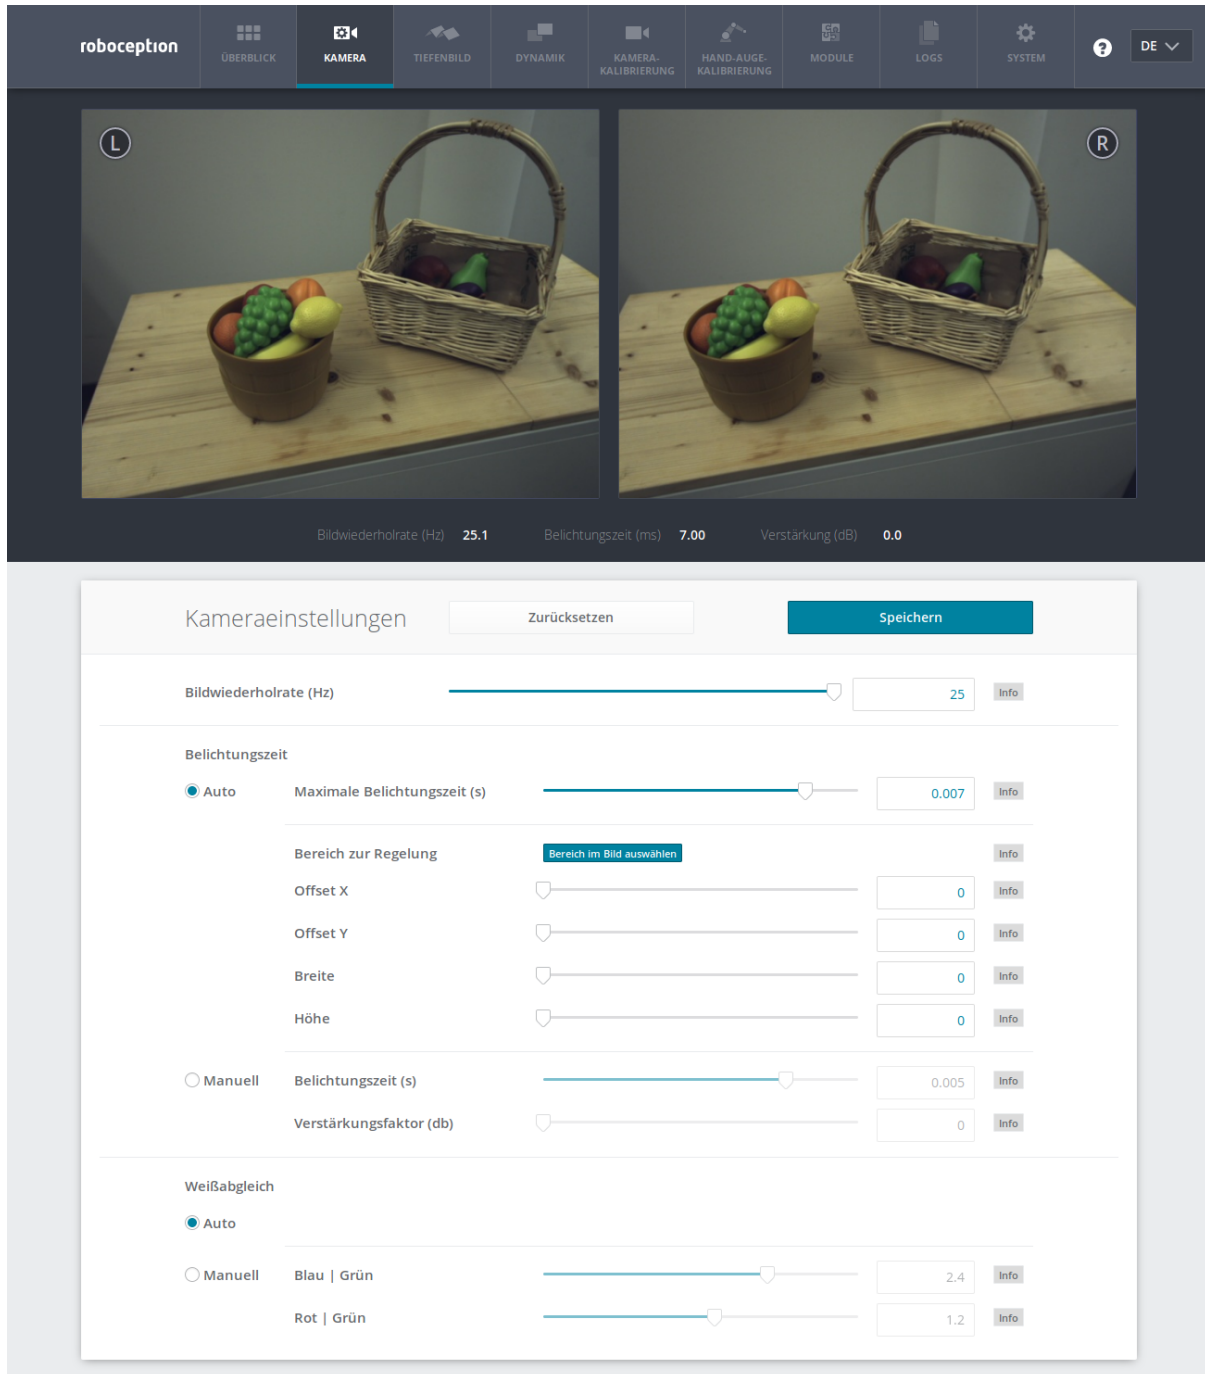 roboception
ÜBERBLICK
KAMERA
TIEFENBILD
DYNAMIK
KAMERA-
KALIBRIERUNG
HAND-AUGE-
KALIBRIERUNG
MODULE
LOGS
SYSTEM
?
DE
L
R
Bildwiederholrate (Hz) 25.1 Belichtungszeit (ms) 7.00 Verstärkung (dB) 0.0
Kameraeinstellungen Zurücksetzen Speichern
Bildwiederholrate (Hz) 25 Info
Belichtungszeit
Auto Maximale Belichtungszeit (s) 0.007 Info
Bereich zur Regelung Bereich im Bild auswählen Info
Offset X 0 Info
Offset Y 0 Info
Breite 0 Info
Höhe 0 Info
Manuell Belichtungszeit (s) 0.005 Info
Verstärkungsfaktor (db) 0 Info
Weißabgleich
Auto
Manuell Blau | Grün 2.4 Info
Rot | Grün 1.2 Info